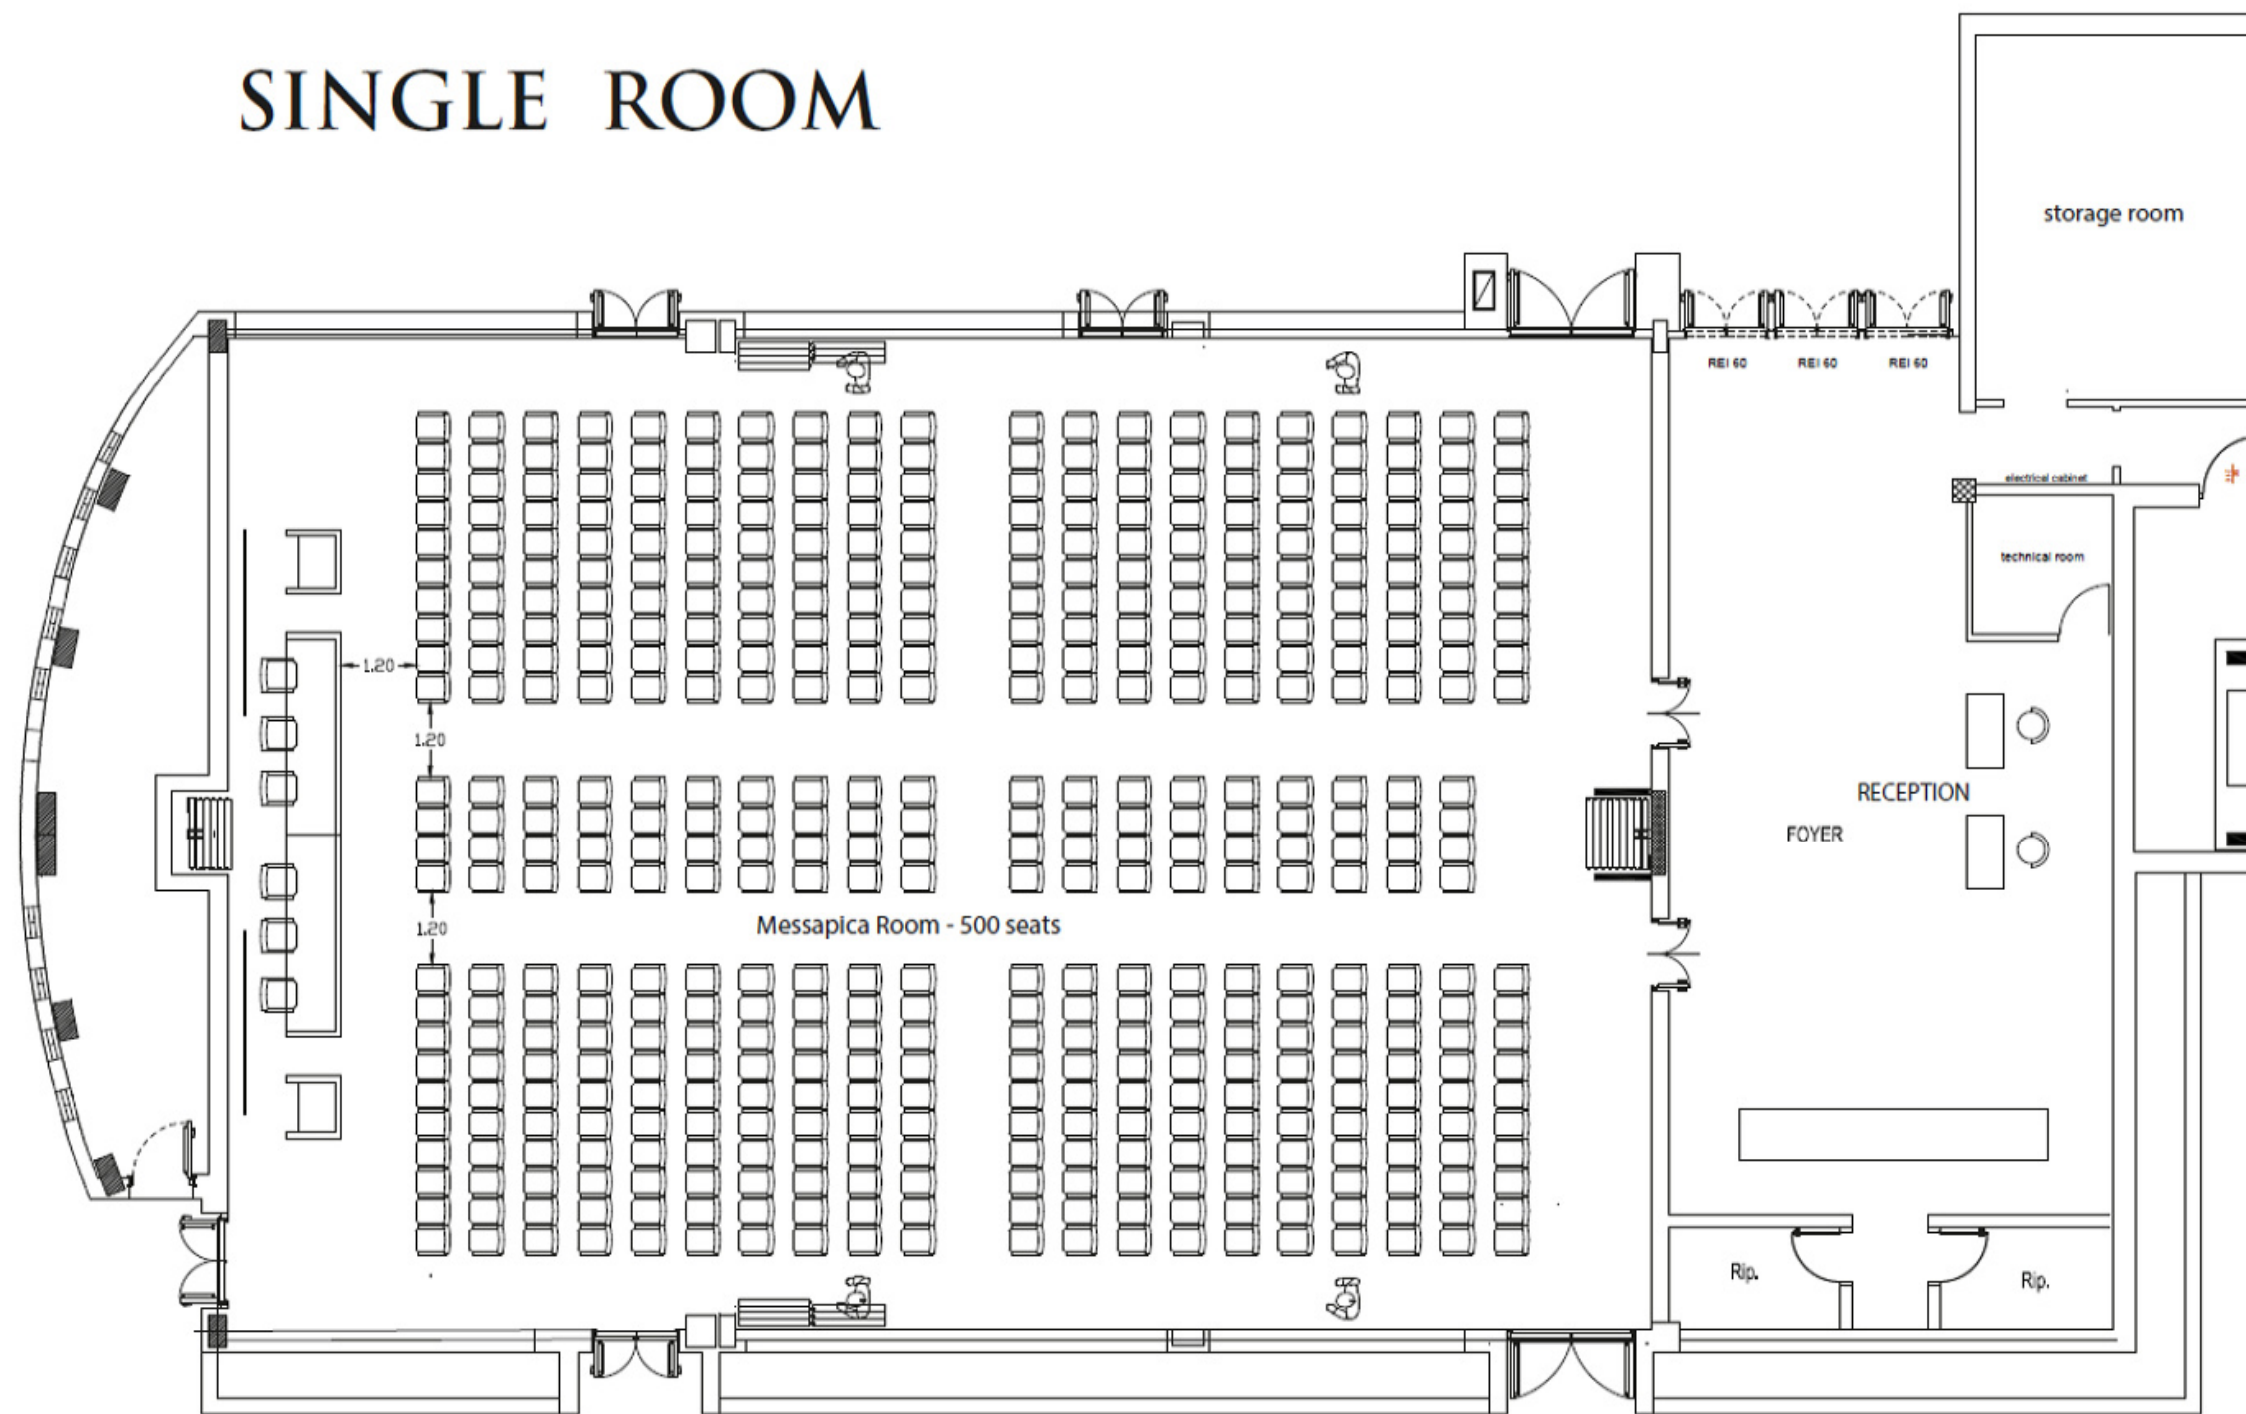 SINGLE ROOM
storage room
REI 60
REI 60
REI 60
electrical cabinet
technical room
1.20
1.20
RECEPTION
FOYER
1.20
Messapica Room - 500 seats
Rip.
Rip.